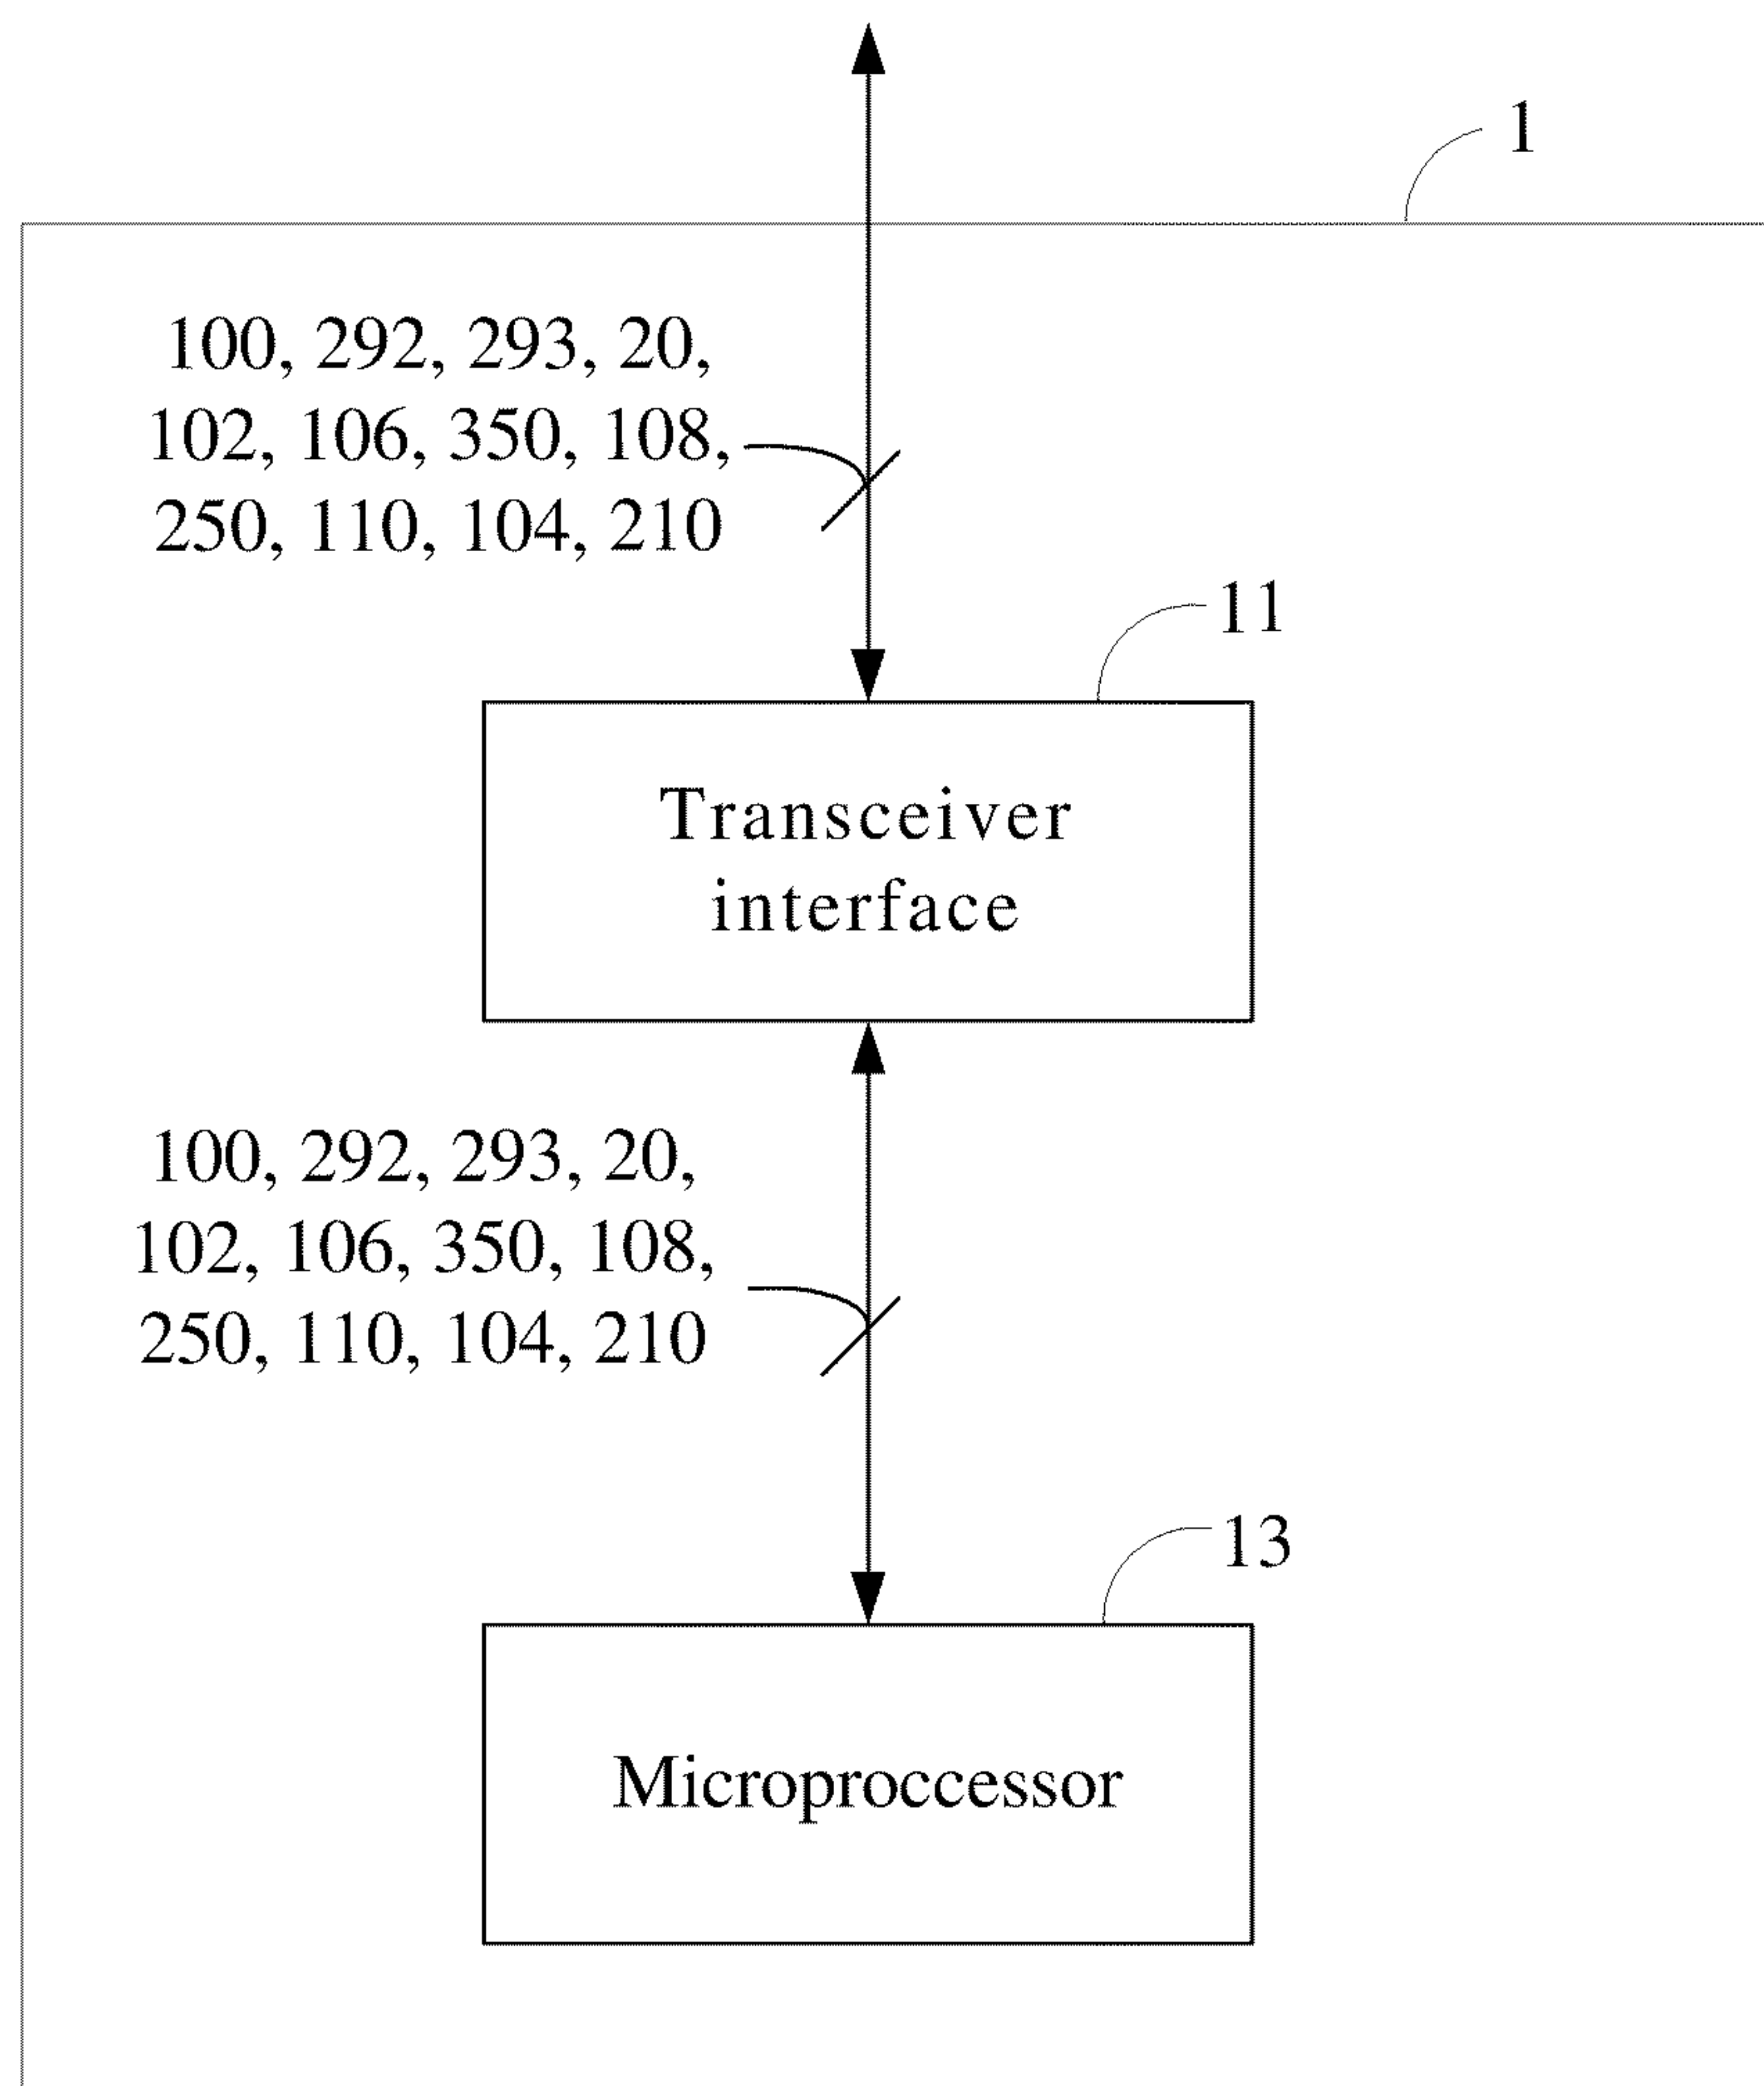 1
100, 292, 293, 20,
102, 106, 350, 108,
250, 110, 104, 210
11
Transceiver
interface
100, 292, 293, 20,
102, 106, 350, 108,
250, 110, 104, 210
13
Microproccessor